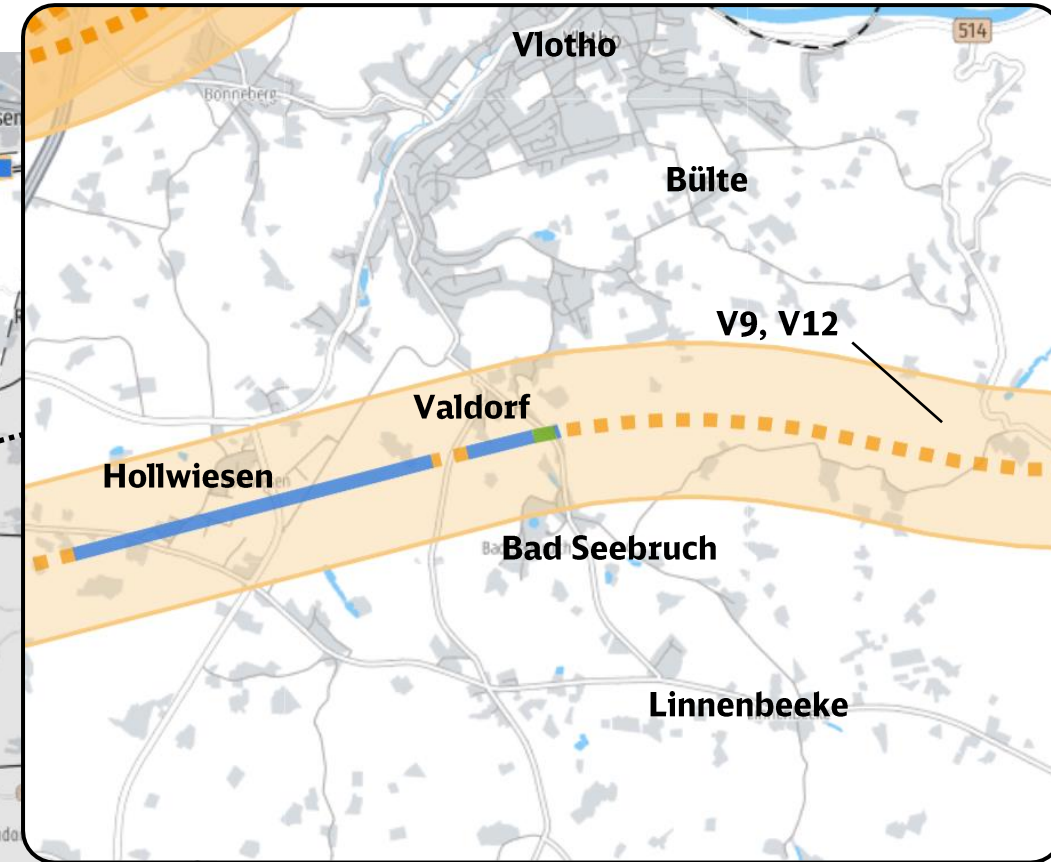 514
Vlotho
Bonneberg
Bülte
V9, V12
Valdorf
Hollwiesen
Bad Seebruch
Linnenbeeke